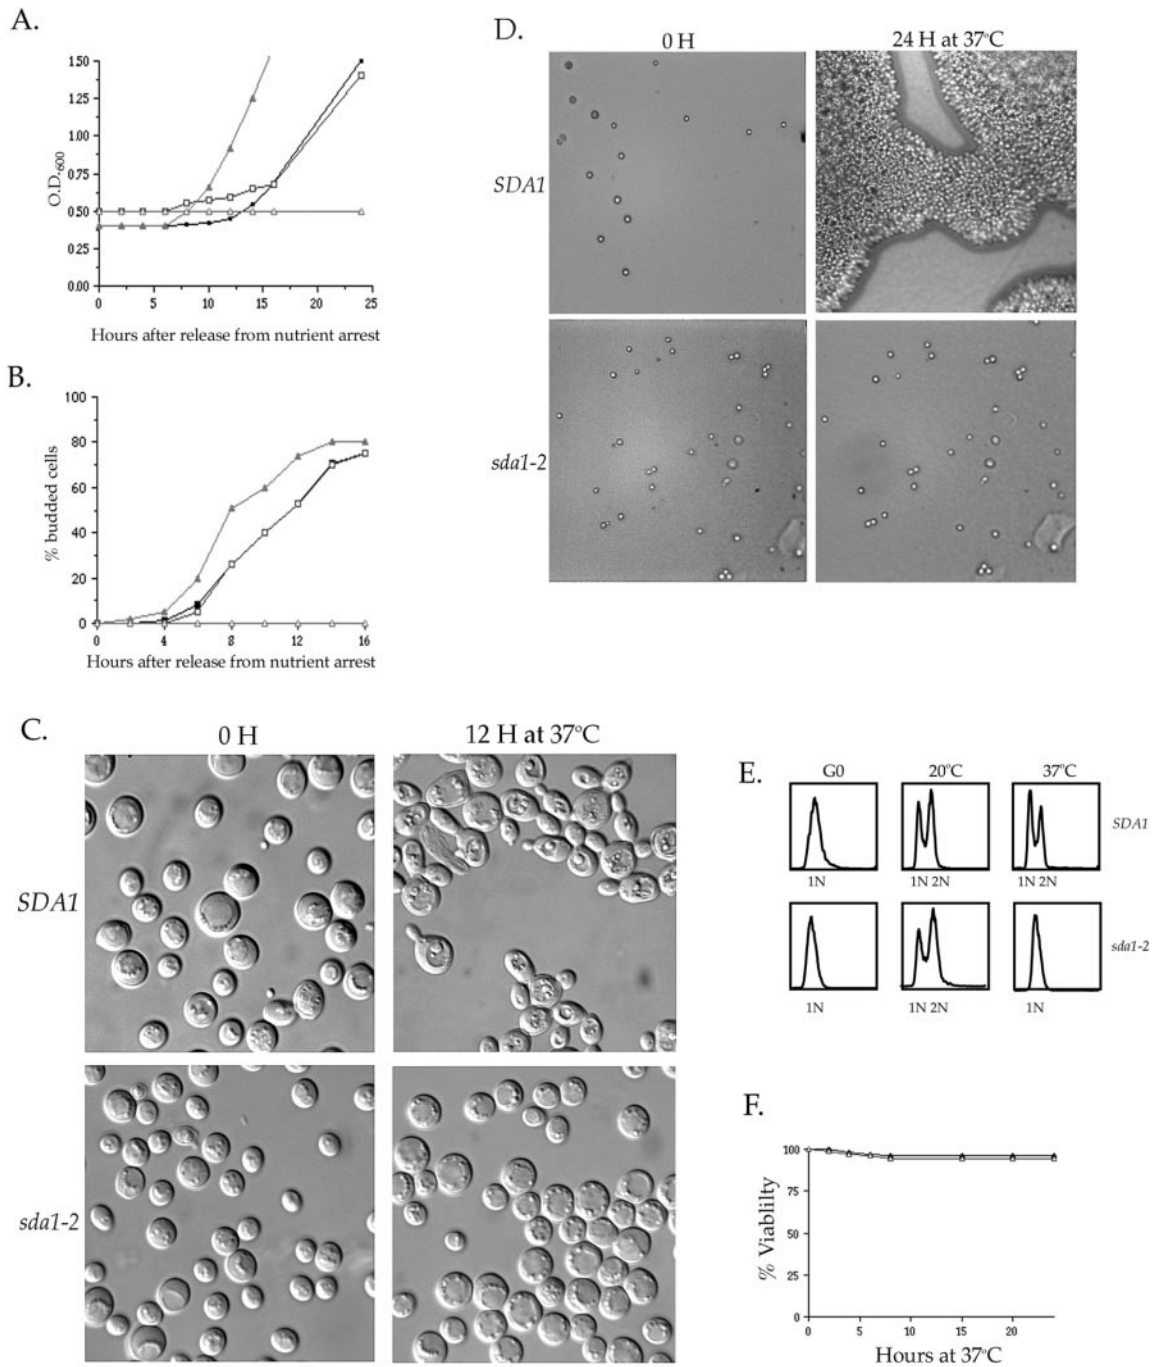 A.
1.50
1.25
1.00
0.75
0.50
0.25
0.00
O.D.600
0 5 10 15 20 25
Hours after release from nutrient arrest
B.
100
80
60
40
20
0
% budded cells
0 4 8 12 16
Hours after release from nutrient arrest
C.
0 H
12 H at 37°C
SDA1
sda1-2
D.
0 H
24 H at 37°C
SDA1
sda1-2
E.
G0
20°C
37°C
SDA1
1N
1N 2N
1N 2N
sda1-2
1N
1N 2N
1N
F.
100
75
50
25
0
% Viablilty
0 5 10 15 20
Hours at 37°C